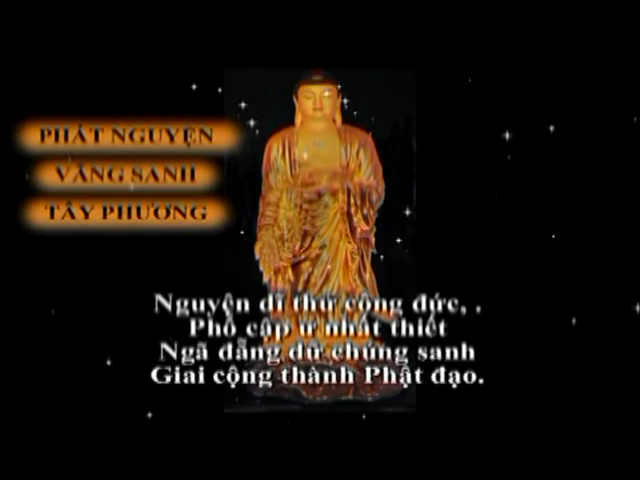 PHÁT NGUYỆN
VÃNG SANH
TÂY PHƯƠNG
Nguyện dĩ thử công đức, .
Phổ cập ư nhất thiết
Ngã đẳng dữ chúng sanh
Giai cộng thành Phật đạo.